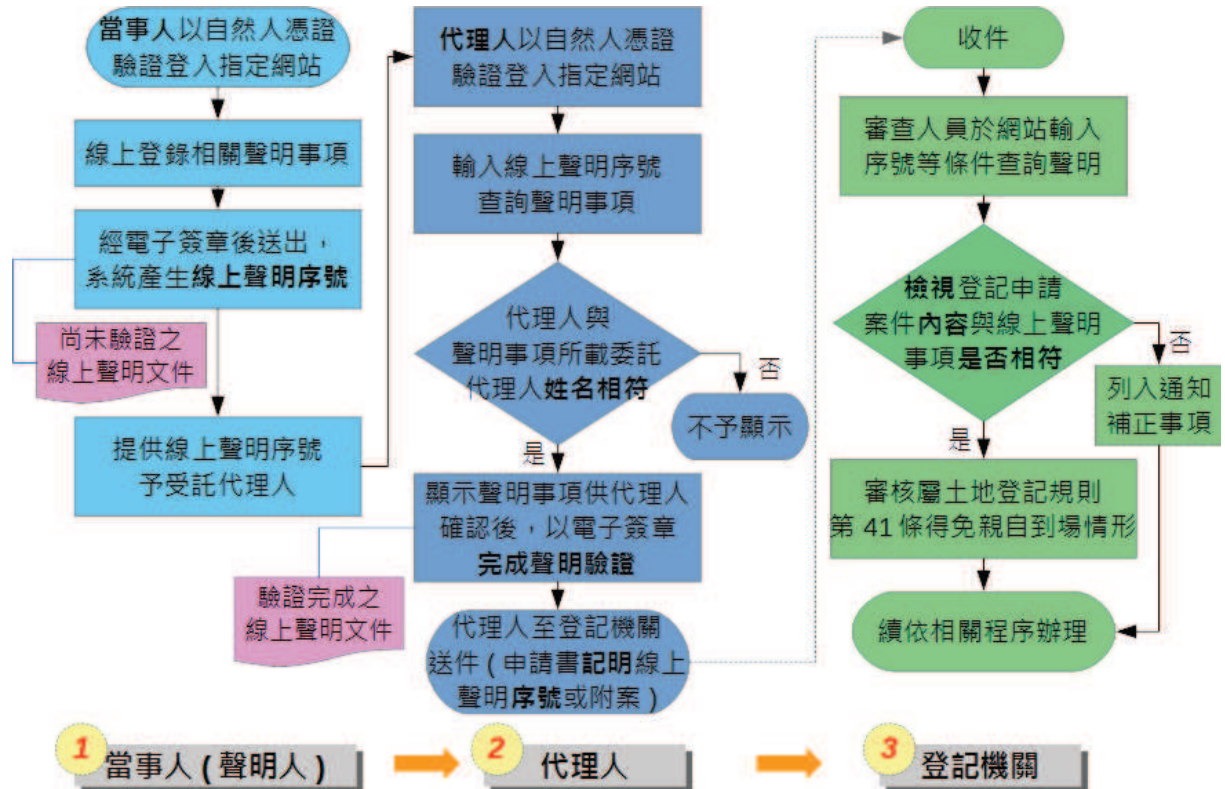 當事人以自然人憑證
驗證登入指定網站
線上登錄相關聲明事項
經電子簽章後送出，
系統產生線上聲明序號
尚未驗證之
線上聲明文件
提供線上聲明序號
予受託代理人
代理人以自然人憑證
驗證登入指定網站
輸入線上聲明序號
查詢聲明事項
代理人與
聲明事項所載委託
代理人姓名相符
否
不予顯示
是
顯示聲明事項供代理人
確認後，以電子簽章
完成聲明驗證
驗證完成之
線上聲明文件
代理人至登記機關
送件(申請書記明線上
聲明序號或附案)
收件
審查人員於網站輸入
序號等條件查詢聲明
檢視登記申請
案件內容與線上聲明
事項是否相符
否
列入通知
補正事項
是
審核屬土地登記規則
第 41 條得免親自到場情形
續依相關程序辦理
1 當事人(聲明人)
2 代理人
3 登記機關